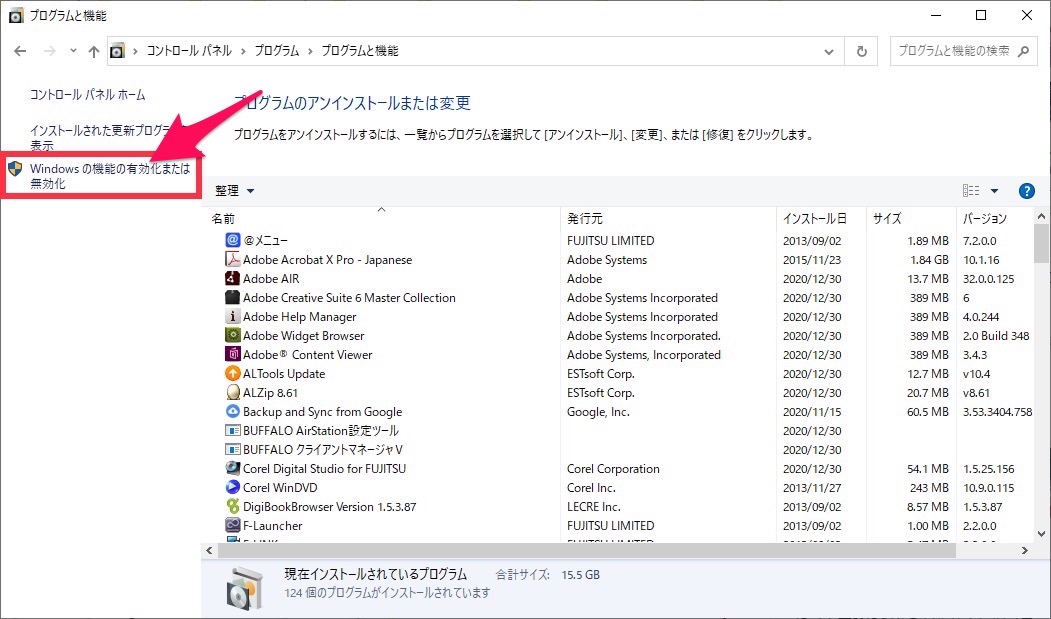 プログラムと機能
コントロール パネル › プログラム › プログラムと機能
プログラムと機能の検索
コントロール パネル ホーム
インストールされた更新プログラ
表示
Windows の機能の有効化または
無効化
プログラムのアンインストールまたは変更
プログラムをアンインストールするには、一覧からプログラムを選択して [アンインストール]、[変更]、または [修復] をクリックします。
整理
名前 発行元 インストール日 サイズ バージョン
@メニュー FUJITSU LIMITED 2013/09/02 1.89 MB 7.2.0.0
Adobe Acrobat X Pro - Japanese Adobe Systems 2015/11/23 1.84 GB 10.1.16
Adobe AIR Adobe 2020/12/30 13.7 MB 32.0.0.125
Adobe Creative Suite 6 Master Collection Adobe Systems Incorporated 2020/12/30 389 MB 6
Adobe Help Manager Adobe Systems Incorporated 2020/12/30 389 MB 4.0.244
Adobe Widget Browser Adobe Systems Incorporated. 2020/12/30 389 MB 2.0 Build 348
Adobe® Content Viewer Adobe Systems, Incorporated 2020/12/30 389 MB 3.4.3
ALTools Update ESTsoft Corp. 2020/12/30 12.7 MB v10.4
ALZip 8.61 ESTsoft Corp. 2020/12/30 20.7 MB v8.61
Backup and Sync from Google Google, Inc. 2020/11/15 60.5 MB 3.53.3404.758
BUFFALO AirStation設定ツール 2020/12/30
BUFFALO クライアントマネージャV 2020/12/30
Corel Digital Studio for FUJITSU Corel Corporation 2020/12/30 54.1 MB 1.5.25.156
Corel WinDVD Corel Inc. 2013/11/27 243 MB 10.9.0.115
DigiBookBrowser Version 1.5.3.87 LECRE Inc. 2013/09/02 8.57 MB 1.5.3.87
F-Launcher FUJITSU LIMITED 2013/09/02 1.00 MB 2.2.0.0
現在インストールされているプログラム 合計サイズ: 15.5 GB
124 個のプログラムがインストールされています